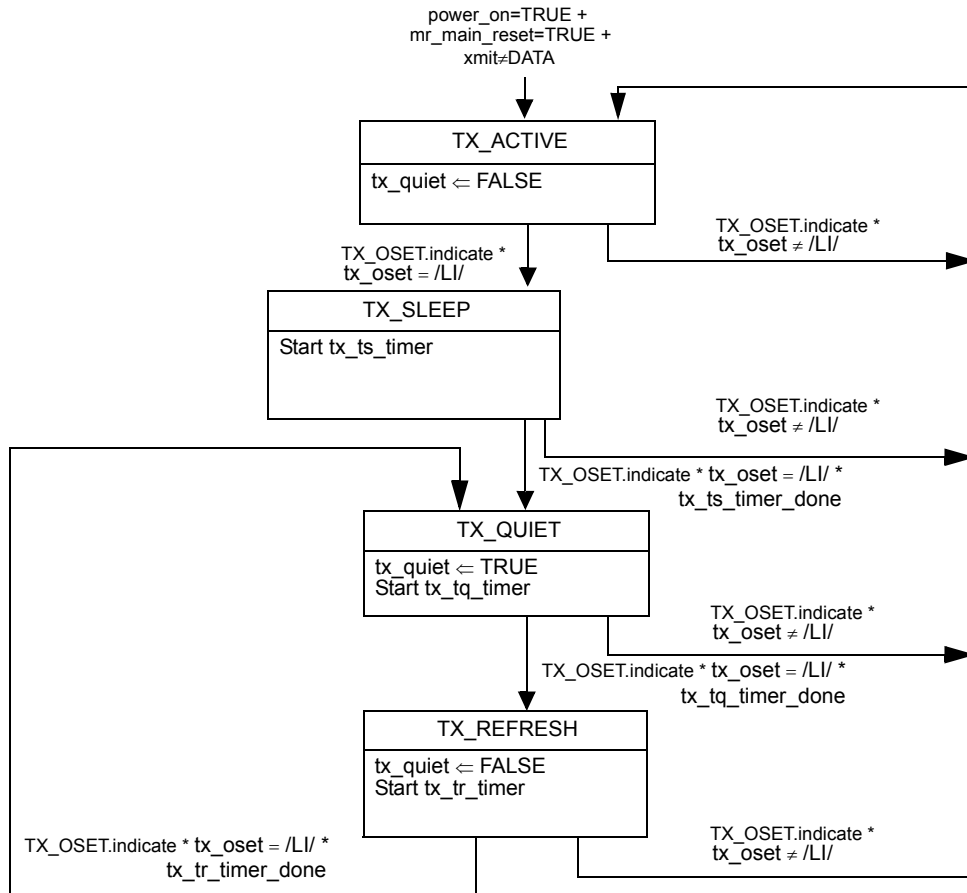 power_on=TRUE +
mr_main_reset=TRUE +
xmit≠DATA
TX_ACTIVE
tx_quiet ⇐ FALSE
TX_OSET.indicate *
tx_oset = /LI/
TX_OSET.indicate *
tx_oset ≠ /LI/
TX_SLEEP
Start tx_ts_timer
TX_OSET.indicate *
tx_oset ≠ /LI/
TX_OSET.indicate * tx_oset = /LI/ *
tx_ts_timer_done
TX_QUIET
tx_quiet ⇐ TRUE
Start tx_tq_timer
TX_OSET.indicate *
tx_oset ≠ /LI/
TX_OSET.indicate * tx_oset = /LI/ *
tx_tq_timer_done
TX_REFRESH
tx_quiet ⇐ FALSE
Start tx_tr_timer
TX_OSET.indicate * tx_oset = /LI/ *
tx_tr_timer_done
TX_OSET.indicate *
tx_oset ≠ /LI/